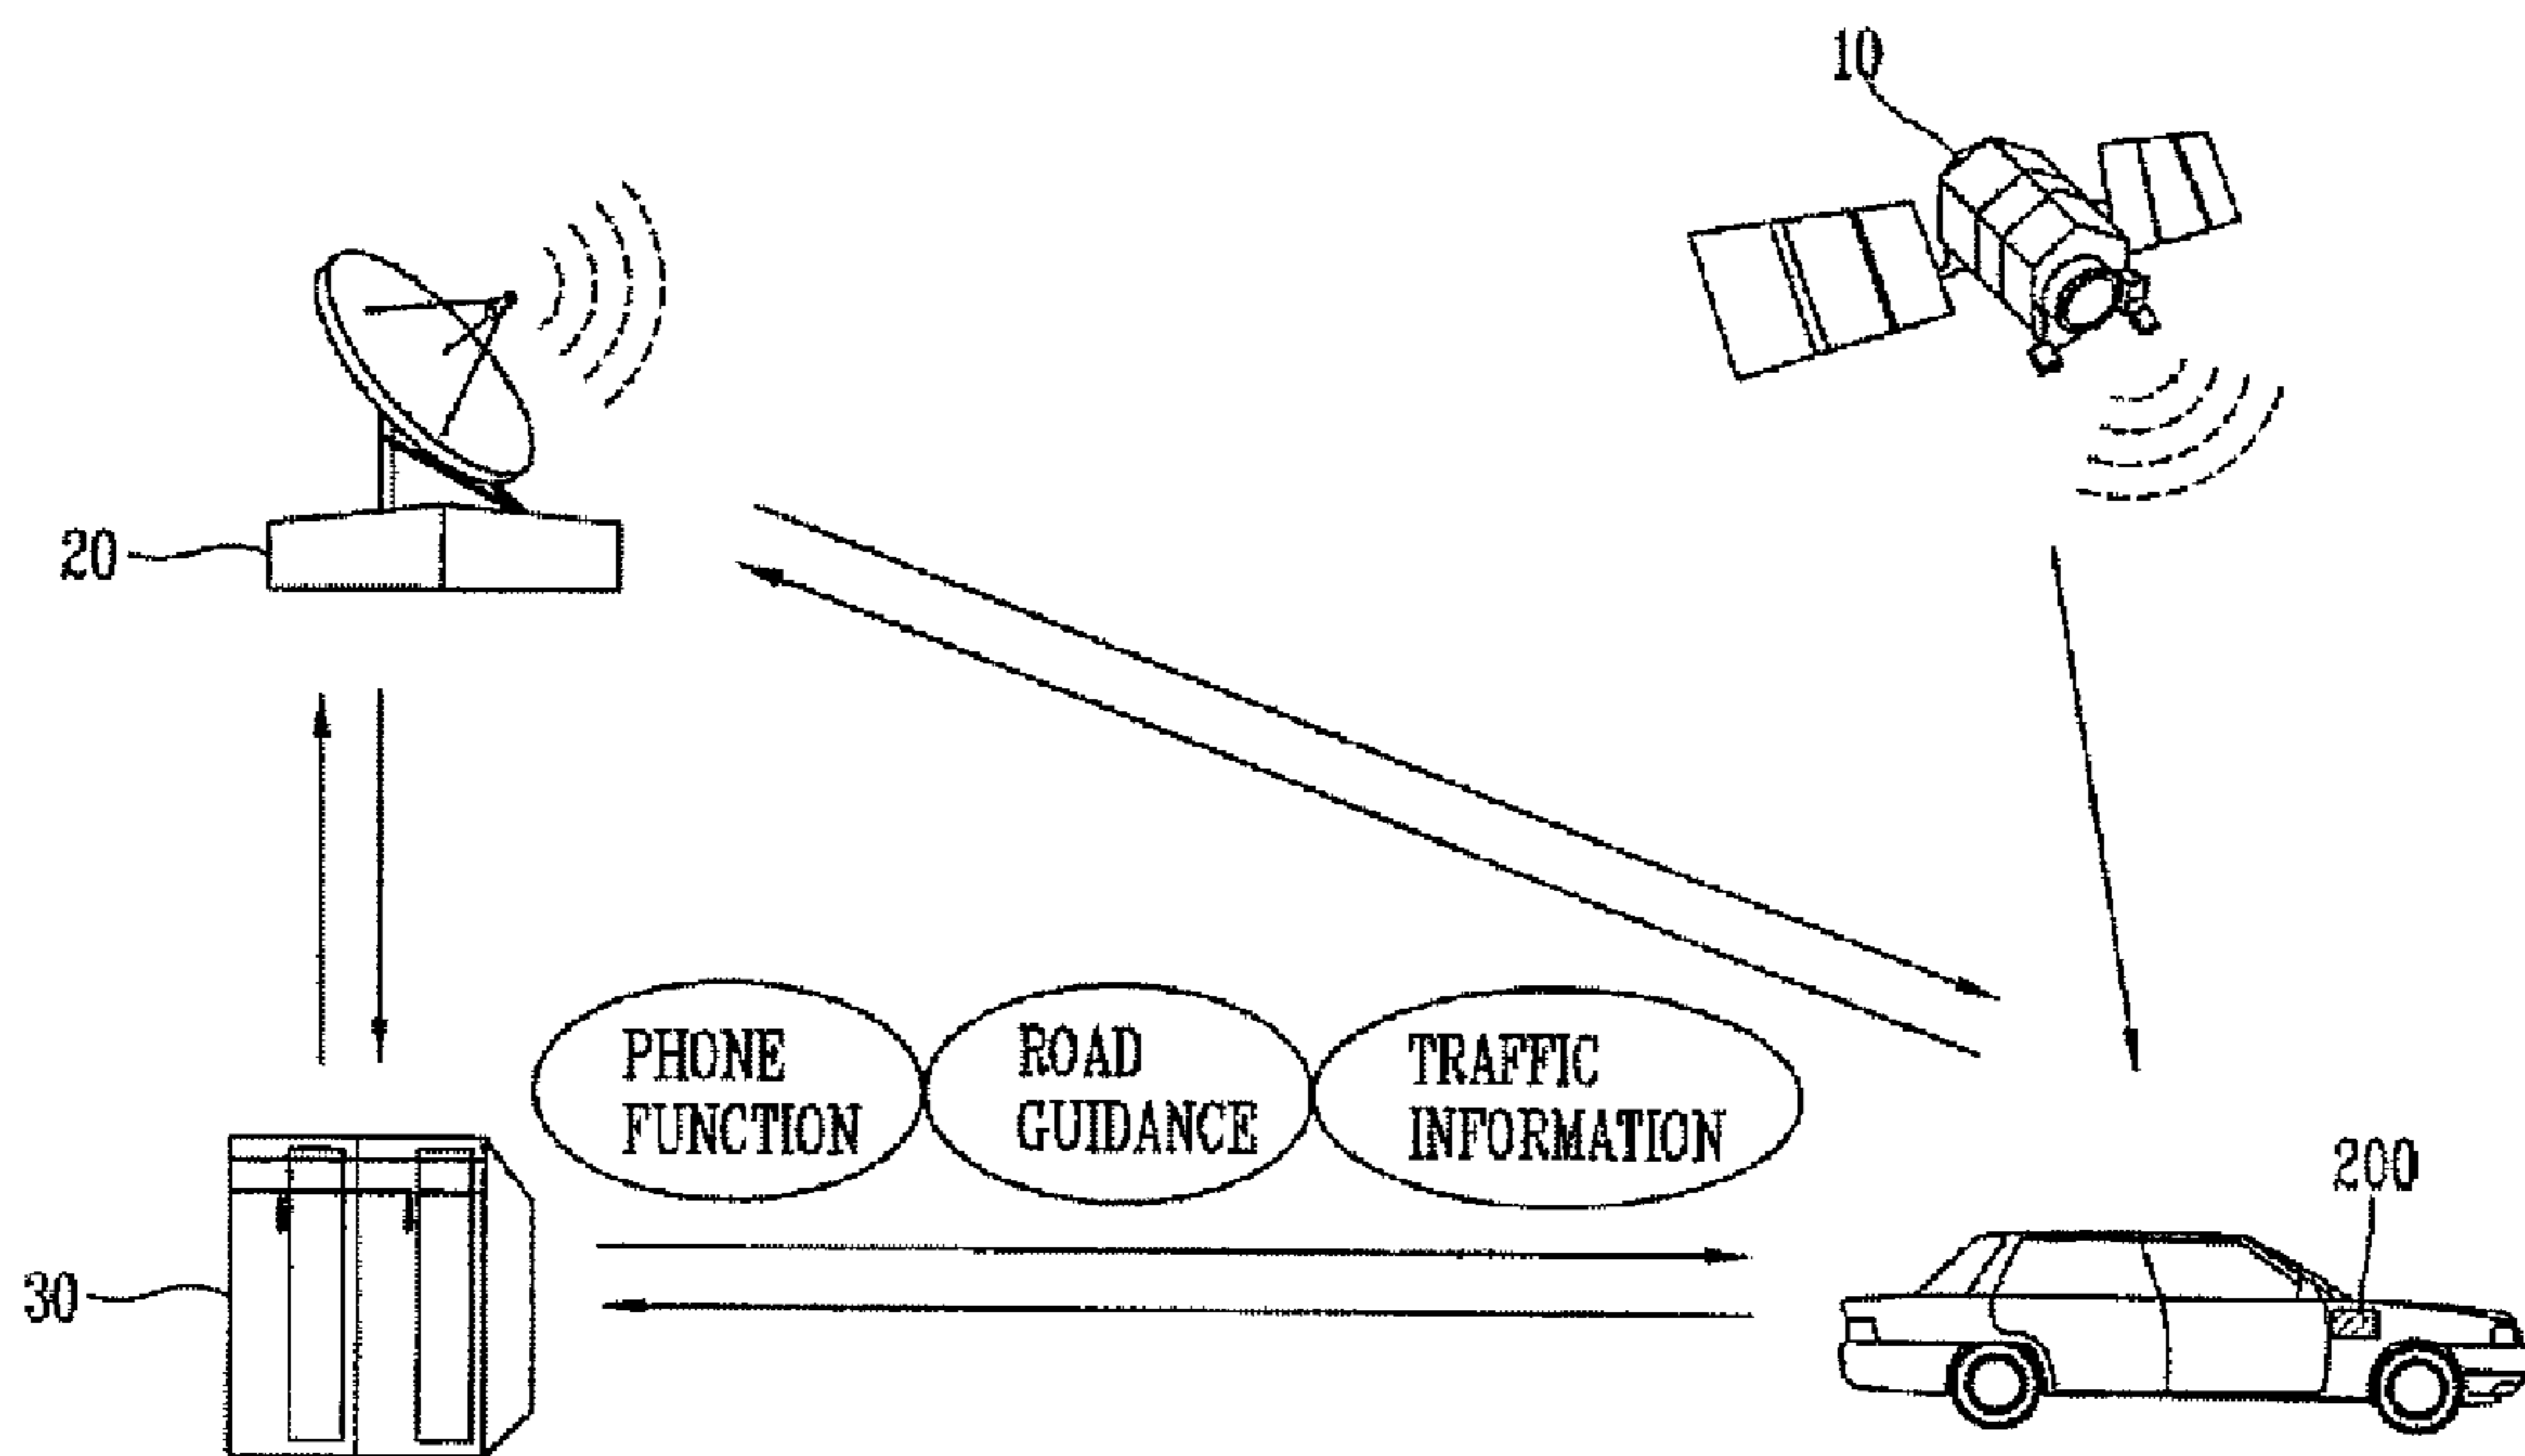 10
20
PHONE
FUNCTION
ROAD
GUIDANCE
TRAFFIC
INFORMATION
200
30